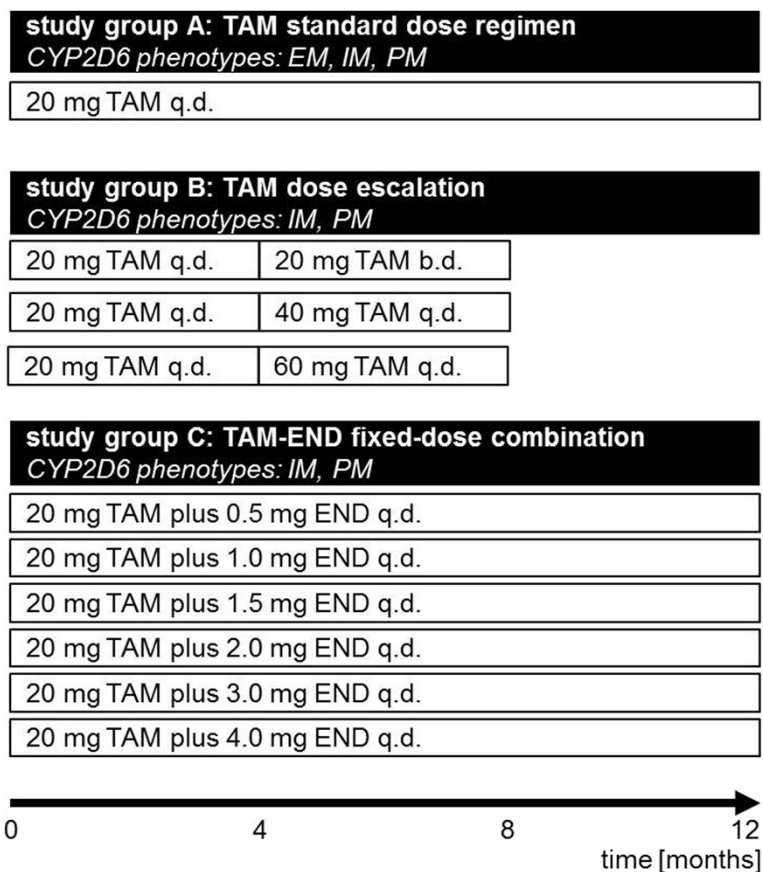 study group A: TAM standard dose regimen
CYP2D6 phenotypes: EM, IM, PM
20 mg TAM q.d.
study group B: TAM dose escalation
CYP2D6 phenotypes: IM, PM
20 mg TAM q.d. 20 mg TAM b.d.
20 mg TAM q.d. 40 mg TAM q.d.
20 mg TAM q.d. 60 mg TAM q.d.
study group C: TAM-END fixed-dose combination
CYP2D6 phenotypes: IM, PM
20 mg TAM plus 0.5 mg END q.d.
20 mg TAM plus 1.0 mg END q.d.
20 mg TAM plus 1.5 mg END q.d.
20 mg TAM plus 2.0 mg END q.d.
20 mg TAM plus 3.0 mg END q.d.
20 mg TAM plus 4.0 mg END q.d.
0 4 8 12
time [months]